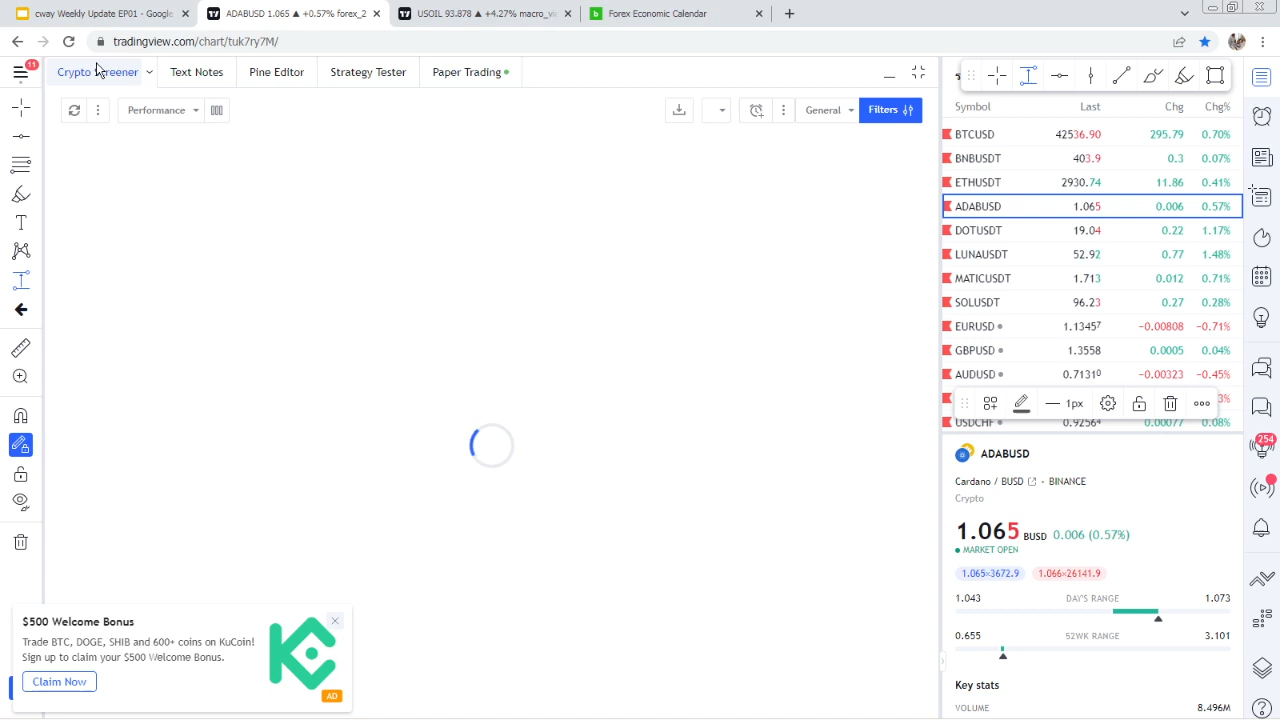 cway Weekly Update EP01 - Google
ADABUSD 1.065 ▲ +0.57% forex_2
USOIL 93.878 ▲ +4.27% macro_vi
Forex Economic Calendar
tradingview.com/chart/tuk7ry7M/
11
Crypto Screener
Text Notes
Pine Editor
Strategy Tester
Paper Trading
Performance
General
Filters
Symbol Last Chg Chg%
BTCUSD 42536.90 295.79 0.70%
BNBUSDT 403.9 0.3 0.07%
ETHUSDT 2930.74 11.86 0.41%
ADABUSD 1.065 0.006 0.57%
DOTUSDT 19.04 0.22 1.17%
LUNAUSDT 52.92 0.77 1.48%
MATICUSDT 1.713 0.012 0.71%
SOLUSDT 96.23 0.27 0.28%
EURUSD 1.13457 −0.00808 −0.71%
GBPUSD 1.3558 0.0005 0.04%
AUDUSD 0.71310 −0.00323 −0.45%
1px
3%
USDCHF 0.92564 0.00077 0.08%
254
ADABUSD
Cardano / BUSD - BINANCE
Crypto
1.065 BUSD 0.006 (0.57%)
MARKET OPEN
1.065×3672.9 1.066×26141.9
1.043 DAY'S RANGE 1.073
0.655 52WK RANGE 3.101
Key stats
VOLUME 8.496M
$500 Welcome Bonus
Trade BTC, DOGE, SHIB and 600+ coins on KuCoin!
Sign up to claim your $500 Welcome Bonus.
Claim Now
AD